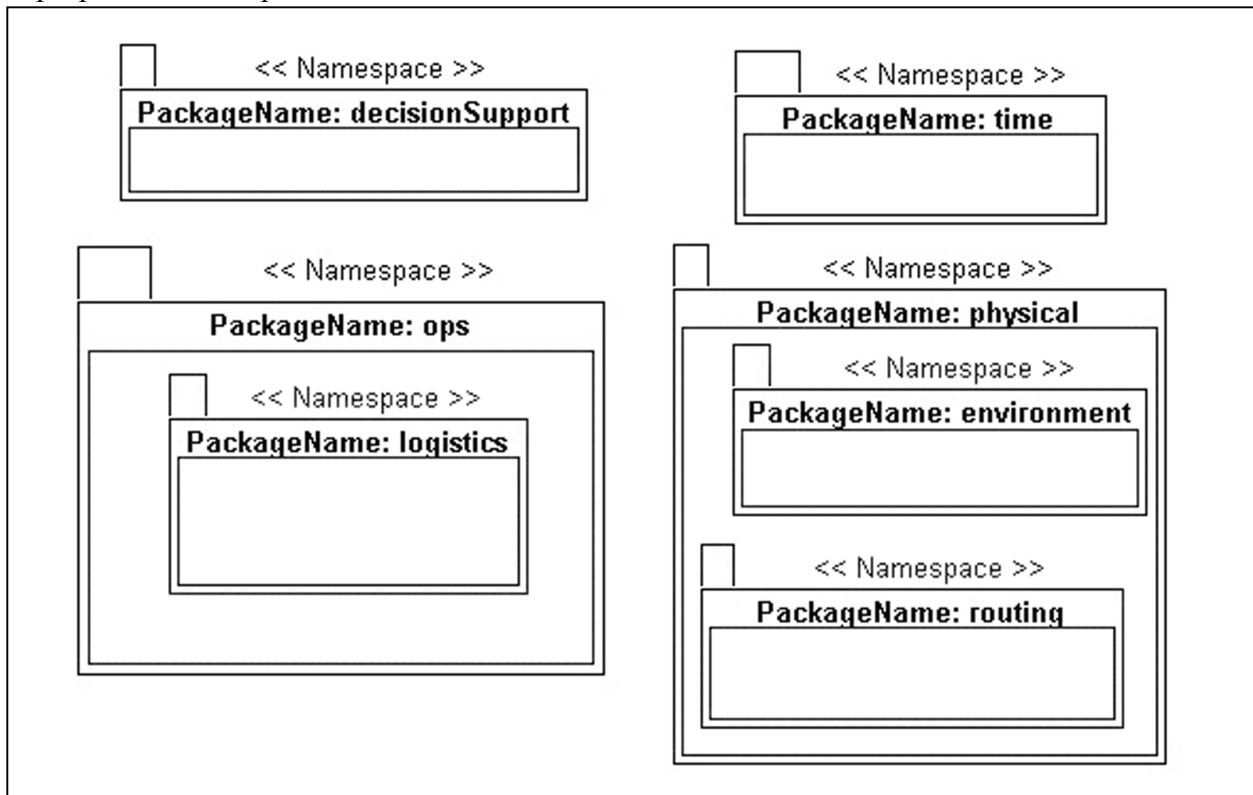 << Namespace >>
PackageName: decisionSupport
<< Namespace >>
PackageName: time
<< Namespace >>
PackageName: ops
<< Namespace >>
PackageName: logistics
<< Namespace >>
PackageName: physical
<< Namespace >>
PackageName: environment
<< Namespace >>
PackageName: routing